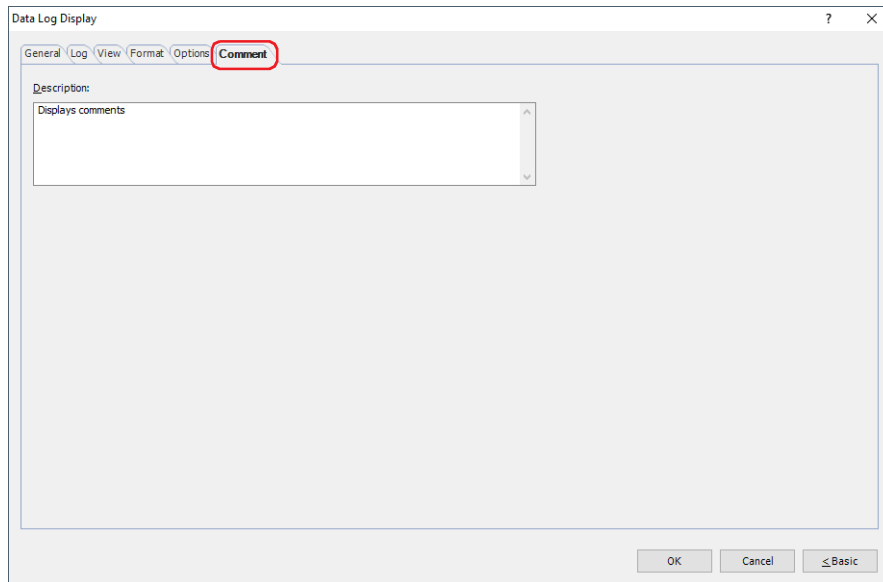 Data Log Display ?
General Log View Format Options Comment
Description:
Displays comments
OK Cancel < Basic